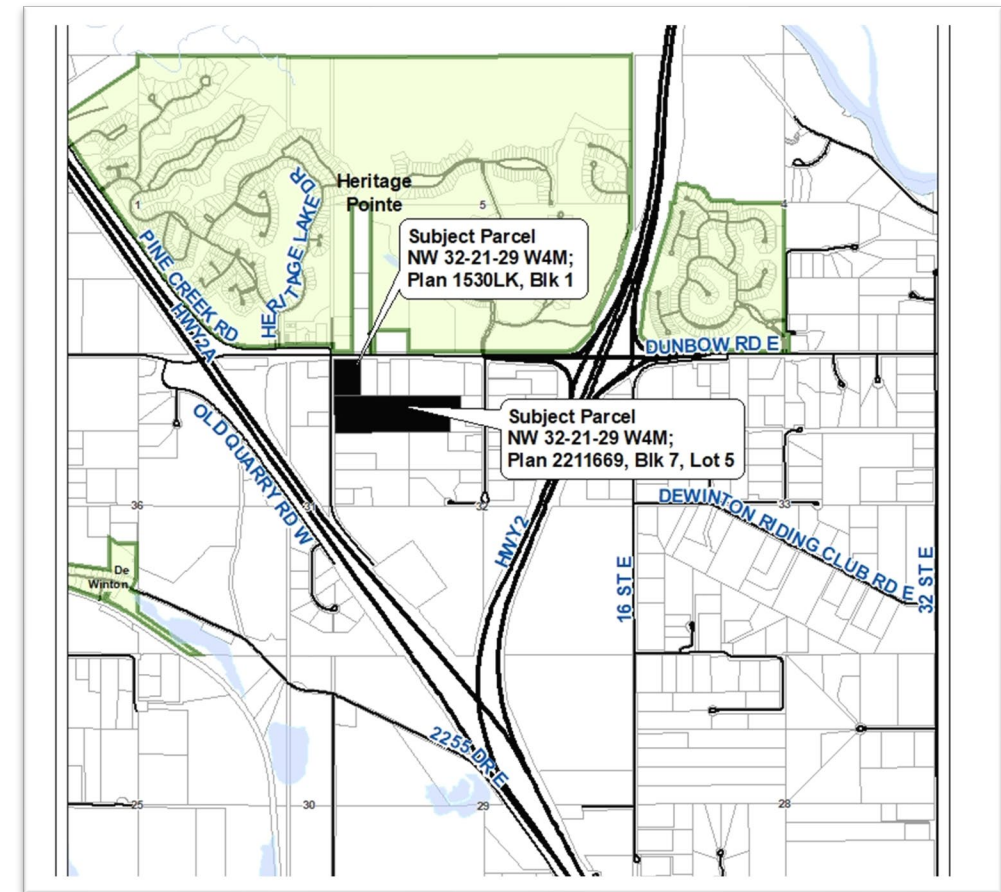 Heritage
Pointe
1
5
4
HERITAGE LAKE DR
Subject Parcel
NW 32-21-29 W4M;
Plan 1530LK, Blk 1
PINE CREEK RD
HWY2A
DUNBOW RD E
Subject Parcel
NW 32-21-29 W4M;
Plan 2211669, Blk 7, Lot 5
OLD QUARRY RD W
36
31
32
33
DEWINTON RIDING CLUB RD E
HWY2
16 ST E
32 ST E
De
Winton
2255 DR E
25
30
29
28